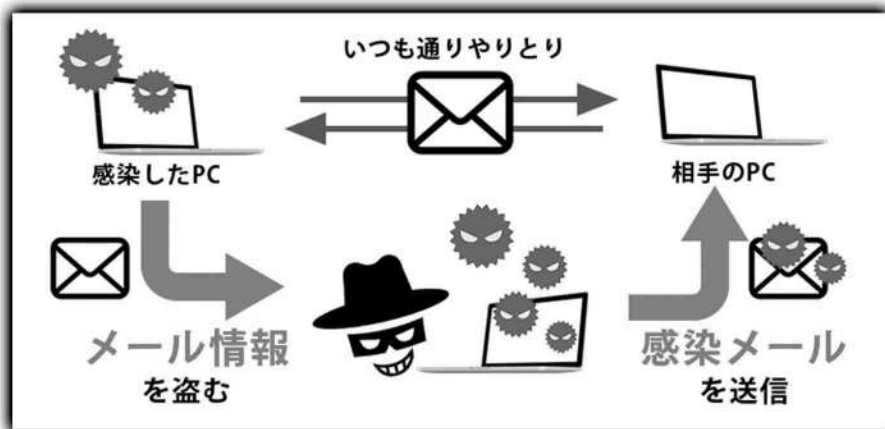 いつも通りやりとり
感染したPC
相手のPC
メール情報
を盗む
感染メール
を送信